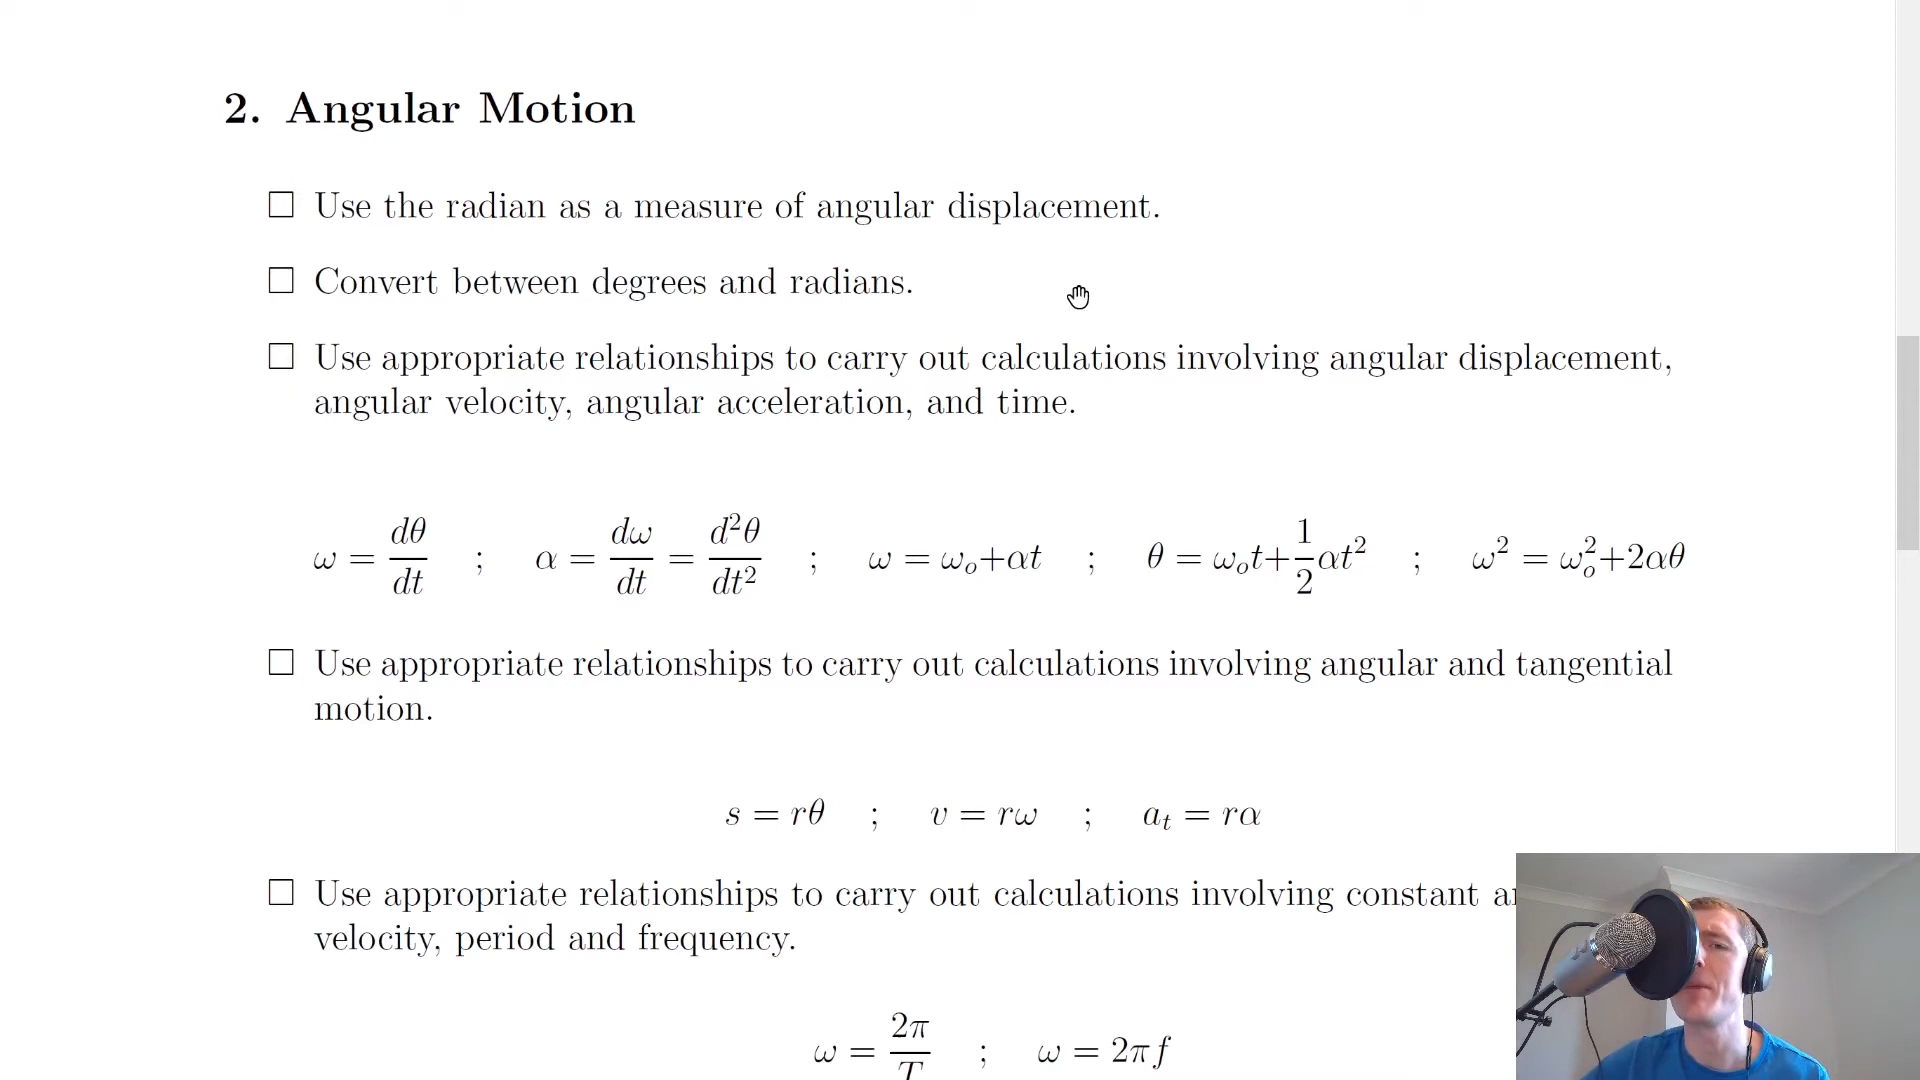 2. Angular Motion
☐ Use the radian as a measure of angular displacement.
☐ Convert between degrees and radians.
☐ Use appropriate relationships to carry out calculations involving angular displacement,
angular velocity, angular acceleration, and time.
ω = dθ/dt ; α = dω/dt = d²θ/dt² ; ω = ωₒ+αt ; θ = ωₒt+½αt² ; ω² = ωₒ²+2αθ
☐ Use appropriate relationships to carry out calculations involving angular and tangential
motion.
s = rθ ; v = rω ; aₜ = rα
☐ Use appropriate relationships to carry out calculations involving constant
velocity, period and frequency.
ω = 2π/T ; ω = 2πf